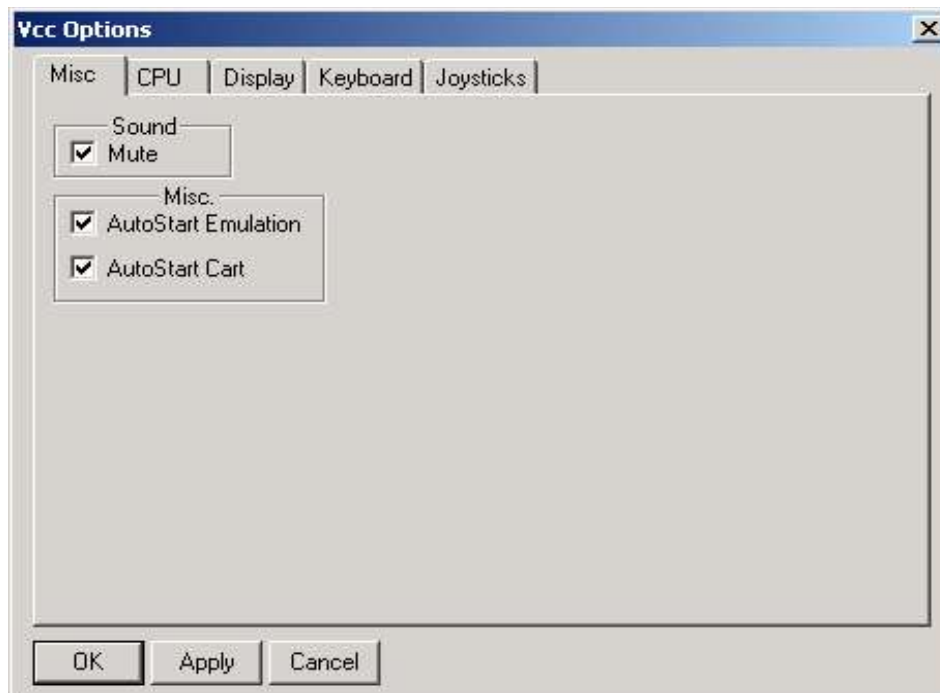 Vcc Options
Misc CPU Display Keyboard Joysticks
Sound
Mute
Misc.
AutoStart Emulation
AutoStart Cart
OK Apply Cancel